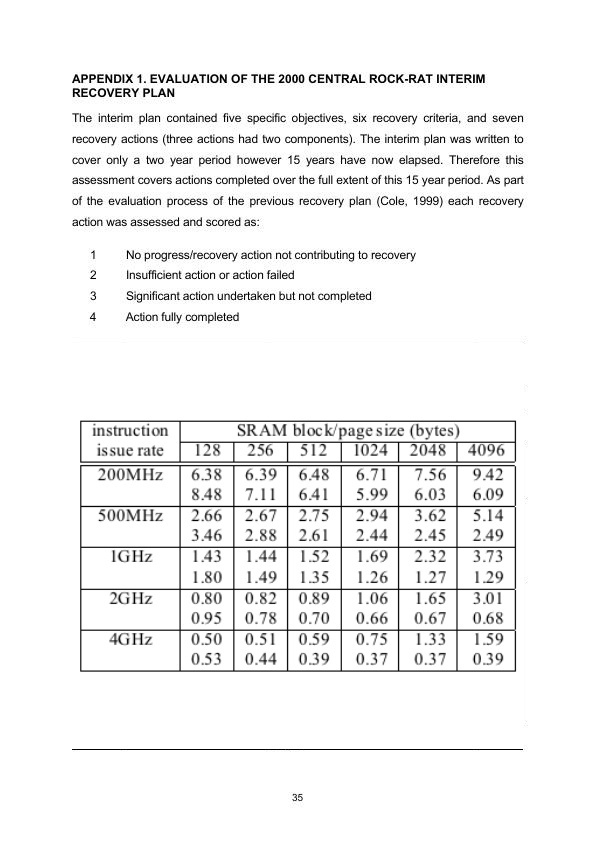 APPENDIX 1. EVALUATION OF THE 2000 CENTRAL ROCK-RAT INTERIM
RECOVERY PLAN
The interim plan contained five specific objectives, six recovery criteria, and seven
recovery actions (three actions had two components). The interim plan was written to
cover only a two year period however 15 years have now elapsed. Therefore this
assessment covers actions completed over the full extent of this 15 year period. As part
of the evaluation process of the previous recovery plan (Cole, 1999) each recovery
action was assessed and scored as:
1 No progress/recovery action not contributing to recovery
2 Insufficient action or action failed
3 Significant action undertaken but not completed
4 Action fully completed
instruction SRAM block/page size (bytes)
issue rate 128 256 512 1024 2048 4096
200MHz 6.38 6.39 6.48 6.71 7.56 9.42
8.48 7.11 6.41 5.99 6.03 6.09
500MHz 2.66 2.67 2.75 2.94 3.62 5.14
3.46 2.88 2.61 2.44 2.45 2.49
1GHz 1.43 1.44 1.52 1.69 2.32 3.73
1.80 1.49 1.35 1.26 1.27 1.29
2GHz 0.80 0.82 0.89 1.06 1.65 3.01
0.95 0.78 0.70 0.66 0.67 0.68
4GHz 0.50 0.51 0.59 0.75 1.33 1.59
0.53 0.44 0.39 0.37 0.37 0.39
35